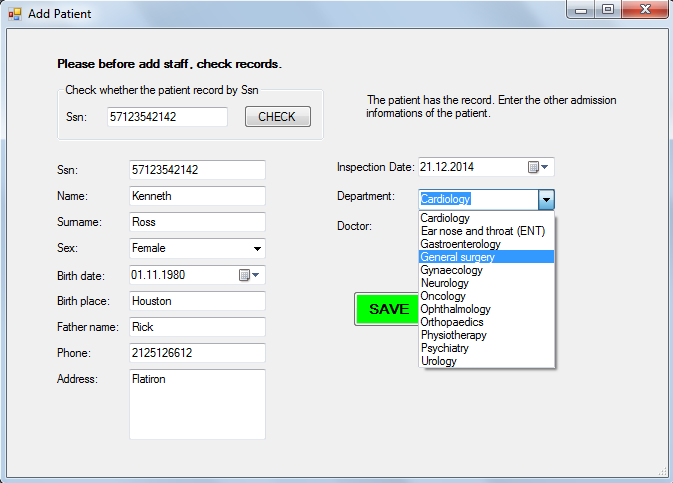 Add Patient
Please before add staff, check records.
Check whether the patient record by Ssn
Ssn: 57123542142 CHECK
The patient has the record. Enter the other admission
informations of the patient.
Ssn: 57123542142
Name: Kenneth
Surname: Ross
Sex: Female
Birth date: 01.11.1980
Birth place: Houston
Father name: Rick
Phone: 2125126612
Address: Flatiron
Inspection Date: 21.12.2014
Department: Cardiology
Doctor:
Cardiology
Ear nose and throat (ENT)
Gastroenterology
General surgery
Gynaecology
Neurology
Oncology
Ophthalmology
Orthopaedics
Physiotherapy
Psychiatry
Urology
SAVE